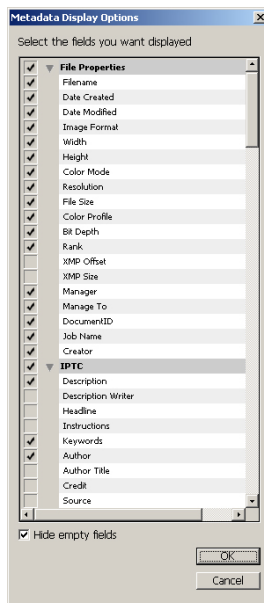 Metadata Display Options
Select the fields you want displayed
File Properties
Filename
Date Created
Date Modified
Image Format
Width
Height
Color Mode
Resolution
File Size
Color Profile
Bit Depth
Rank
XMP Offset
XMP Size
Manager
Manage To
DocumentID
Job Name
Creator
IPTC
Description
Description Writer
Headline
Instructions
Keywords
Author
Author Title
Credit
Source
Hide empty fields
OK
Cancel